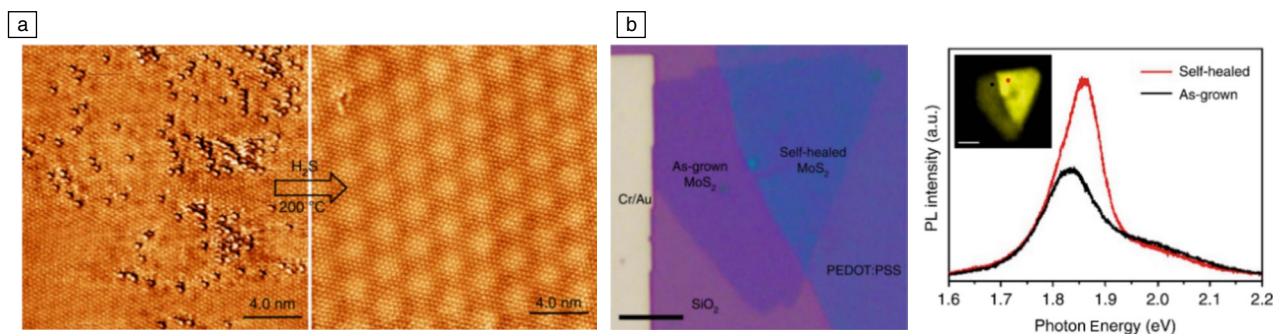 a
H₂S
200 °C
4.0 nm
4.0 nm
b
As-grown
MoS₂
Self-healed
MoS₂
Cr/Au
PEDOT:PSS
SiO₂
PL intensity (a.u.)
Self-healed
As-grown
1.6 1.7 1.8 1.9 2.0 2.1 2.2
Photon Energy (eV)